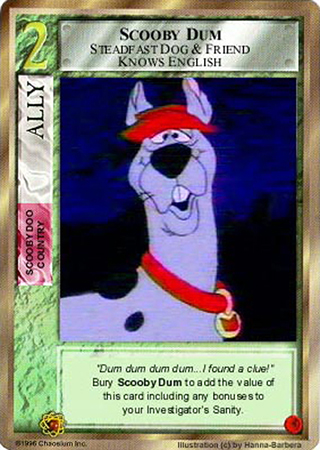 2
SCOOBY DUM
STEADFAST DOG & FRIEND
KNOWS ENGLISH
ALLY
SCOOBYDOO
COUNTRY
"Dum dum dum dum...I found a clue!"
Bury Scooby Dum to add the value of
this card including any bonuses to
your Investigator's Sanity.
©1996 Chaosium Inc.
Illustration (c) by Hanna-Barbera